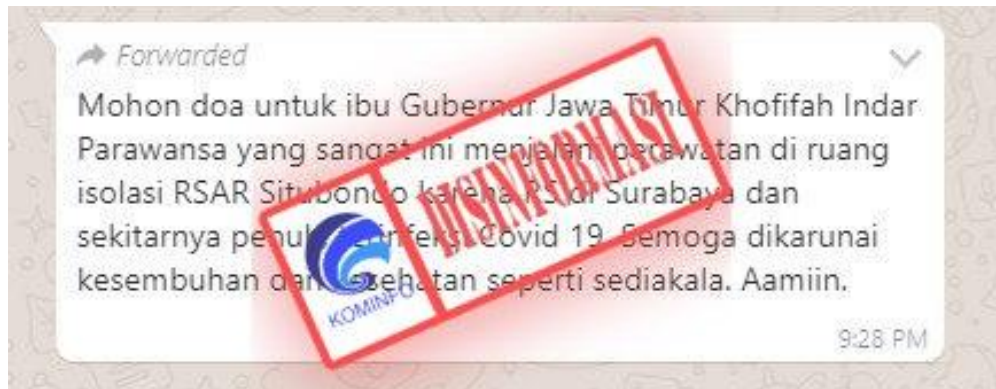 Forwarded
Mohon doa untuk ibu Gubernur Jawa Timur Khofifah Indar
Parawansa yang sangat ini menjalani perawatan di ruang
isolasi RSAR Situbondo karena RS di Surabaya dan
sekitarnya penuh terinfeksi Covid 19. Semoga dikarunai
kesembuhan dan kesehatan seperti sediakala. Aamiin.
9:28 PM
DISINFORMASI
KOMINFO